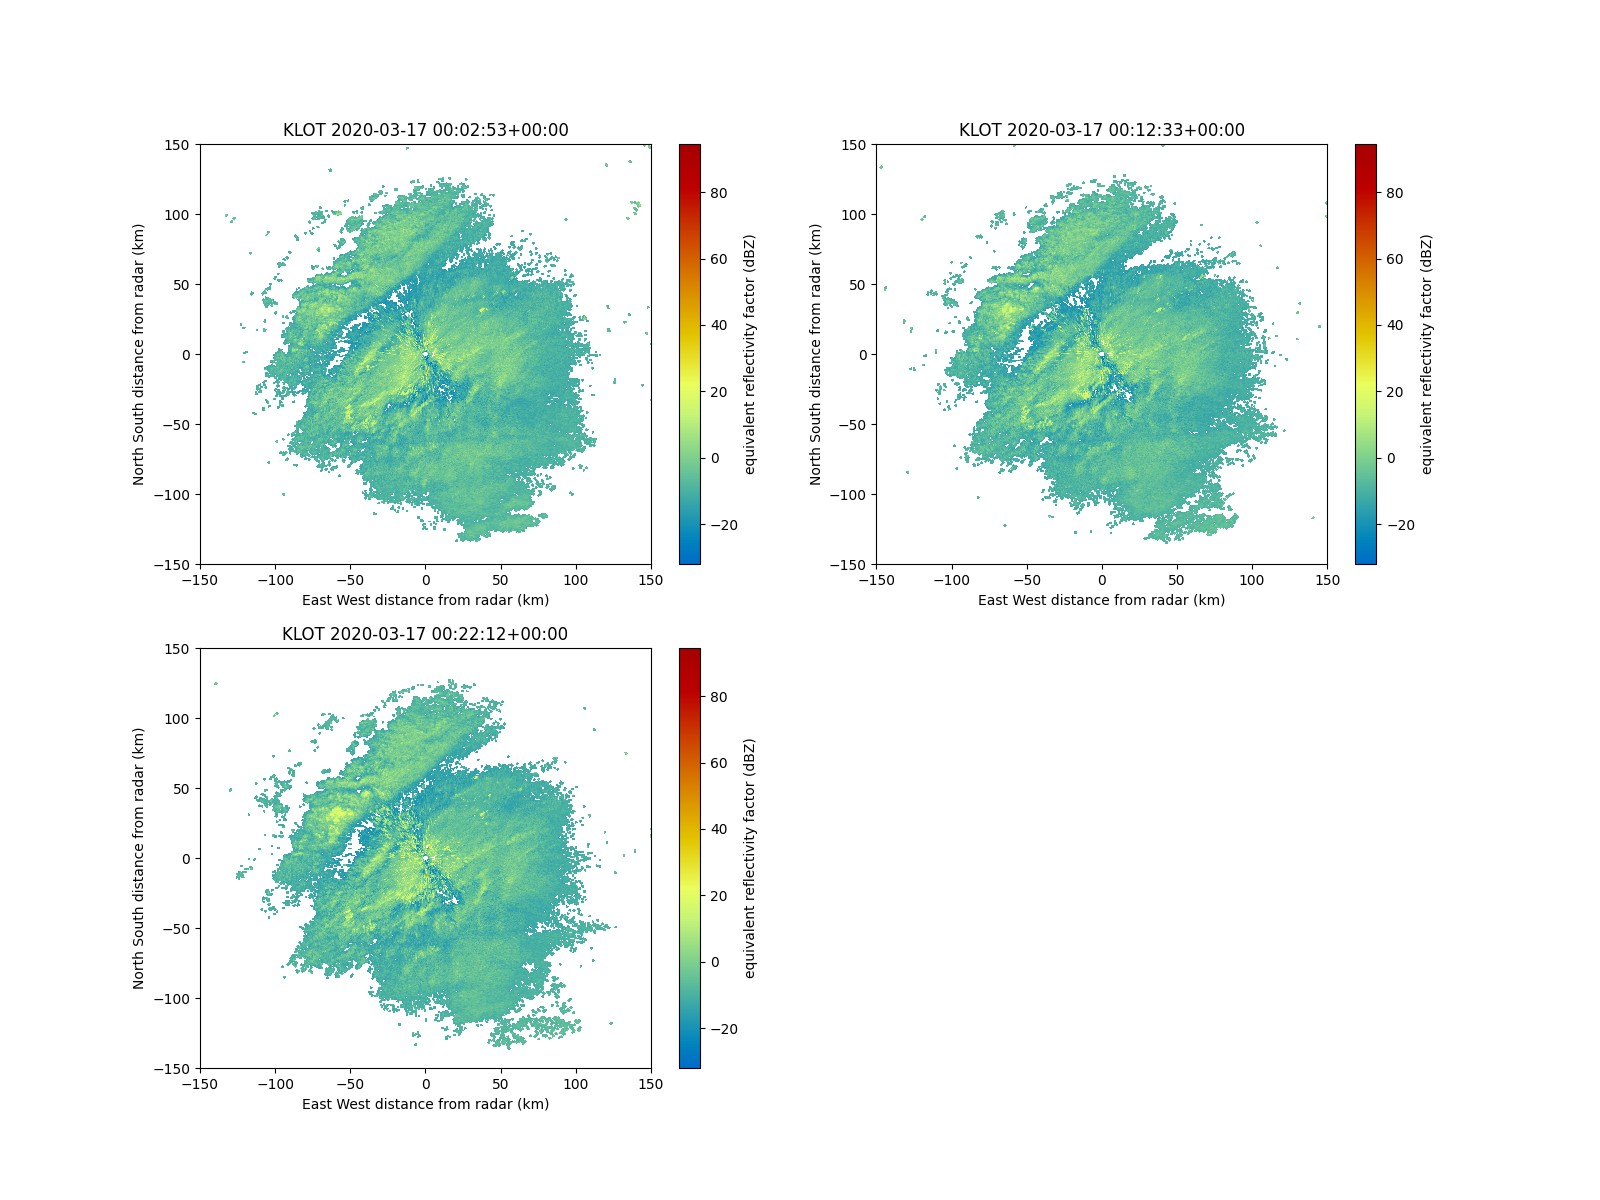 KLOT 2020-03-17 00:02:53+00:00
150
100
50
0
−50
−100
−150
−150 −100 −50 0 50 100 150
North South distance from radar (km)
East West distance from radar (km)
80
60
40
20
0
−20
equivalent reflectivity factor (dBZ)
KLOT 2020-03-17 00:12:33+00:00
150
100
50
0
−50
−100
−150
−150 −100 −50 0 50 100 150
North South distance from radar (km)
East West distance from radar (km)
80
60
40
20
0
−20
equivalent reflectivity factor (dBZ)
KLOT 2020-03-17 00:22:12+00:00
150
100
50
0
−50
−100
−150
−150 −100 −50 0 50 100 150
North South distance from radar (km)
East West distance from radar (km)
80
60
40
20
0
−20
equivalent reflectivity factor (dBZ)